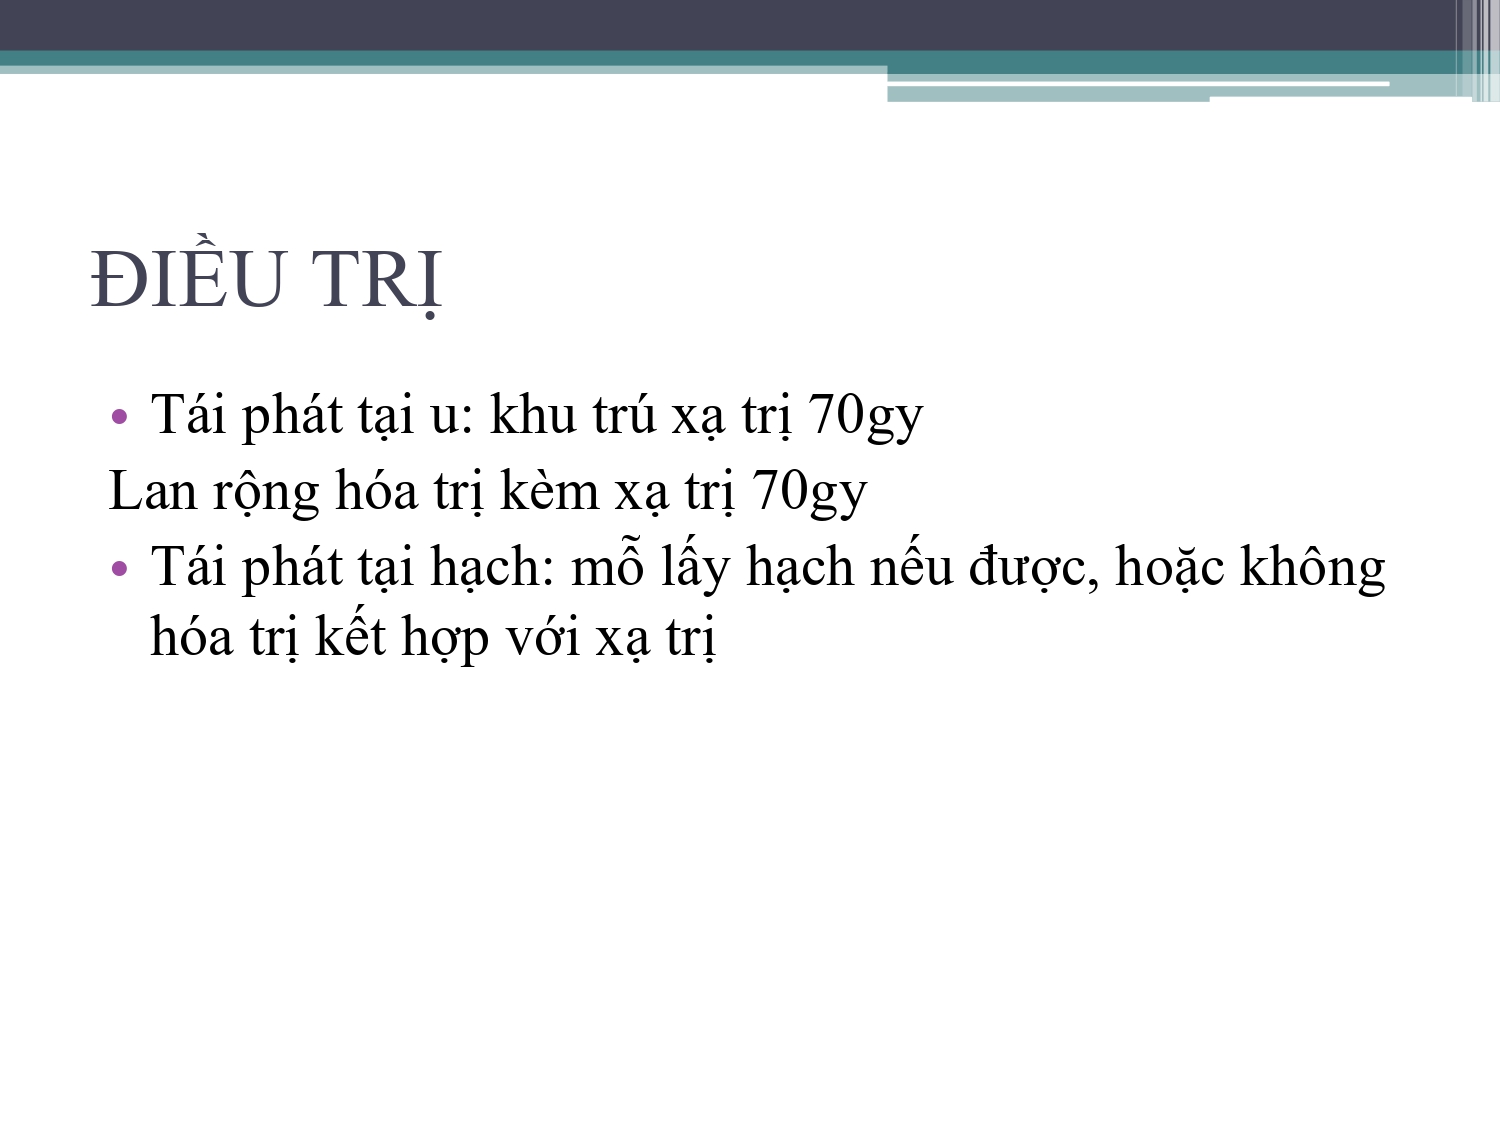 ĐIỀU TRỊ
• Tái phát tại u: khu trú xạ trị 70gy
Lan rộng hóa trị kèm xạ trị 70gy
• Tái phát tại hạch: mỗ lấy hạch nếu được, hoặc không
hóa trị kết hợp với xạ trị